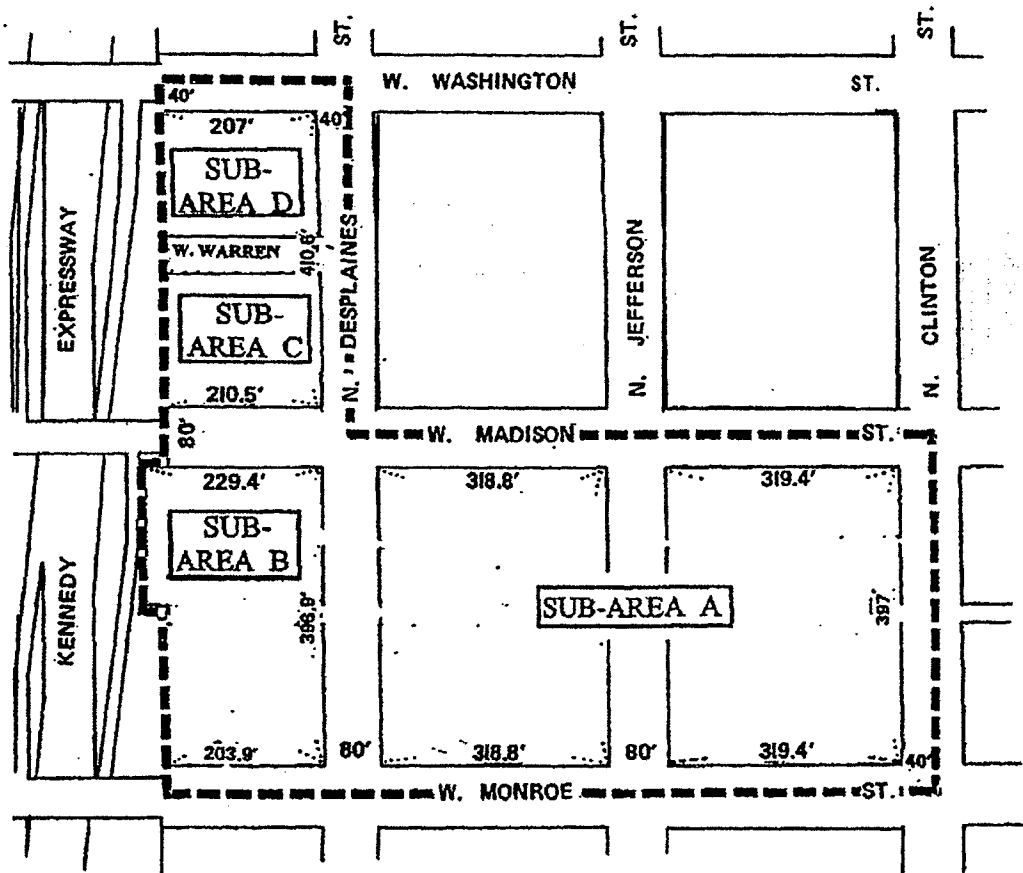 ST.
ST.
ST.
W. WASHINGTON ST.
40'
207'
40'
SUB-
AREA D
W. WARREN
410.6'
SUB-
AREA C
210.5'
EXPRESSWAY
N. DESPLAINES
N. JEFFERSON
N. CLINTON
80'
W. MADISON ST.
229.4'
318.8'
319.4'
SUB-
AREA B
SUB-AREA A
KENNEDY
396.9'
397'
203.9'
80'
318.8'
80'
319.4'
40'
W. MONROE ST.